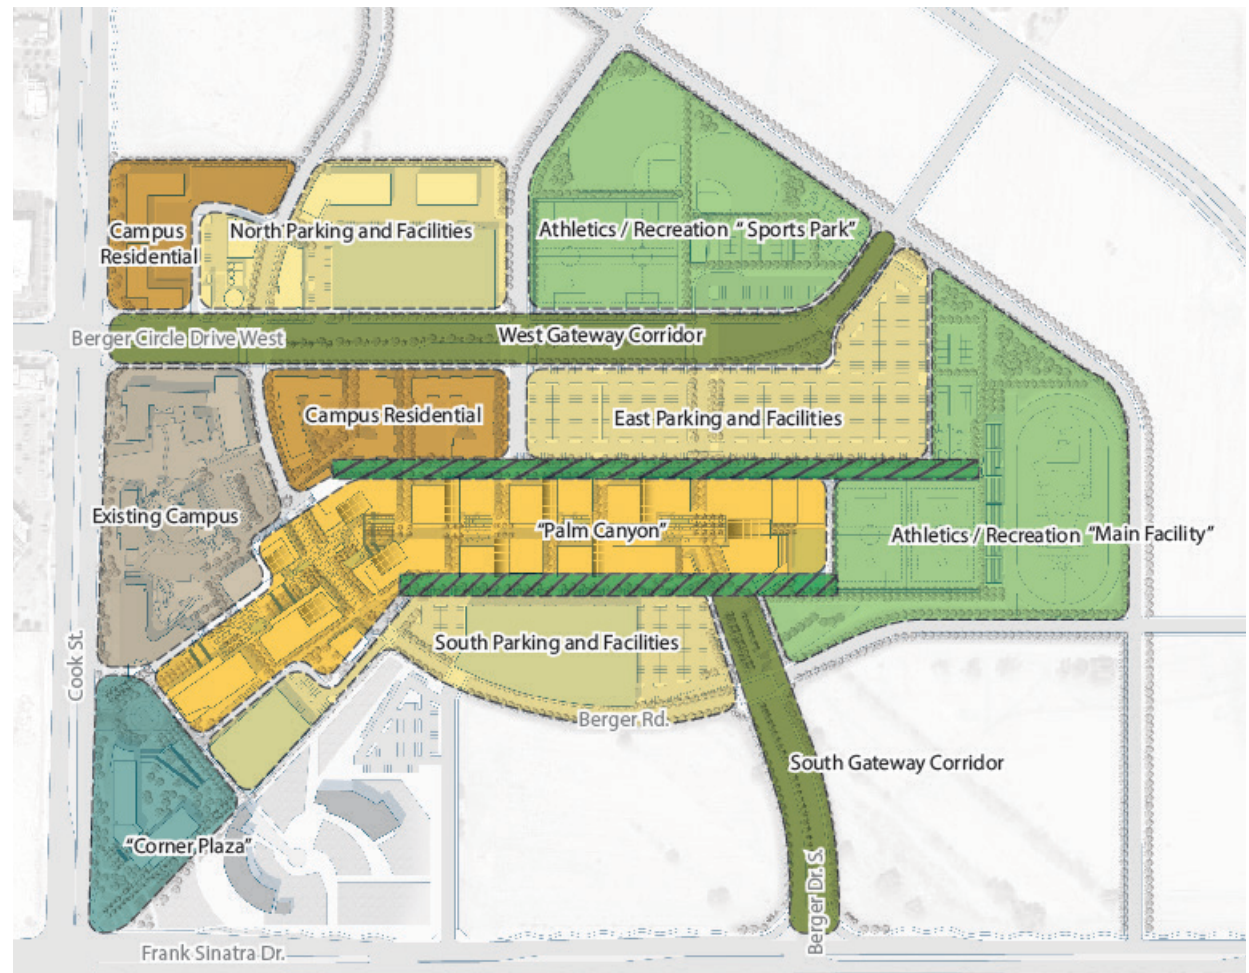 Campus
Residential
North Parking and Facilities
Athletics / Recreation "Sports Park"
Berger Circle Drive West
West Gateway Corridor
Campus Residential
East Parking and Facilities
Existing Campus
"Palm Canyon"
Athletics / Recreation "Main Facility"
South Parking and Facilities
Cook St.
Berger Rd.
South Gateway Corridor
"Corner Plaza"
Berger Dr. S.
Frank Sinatra Dr.